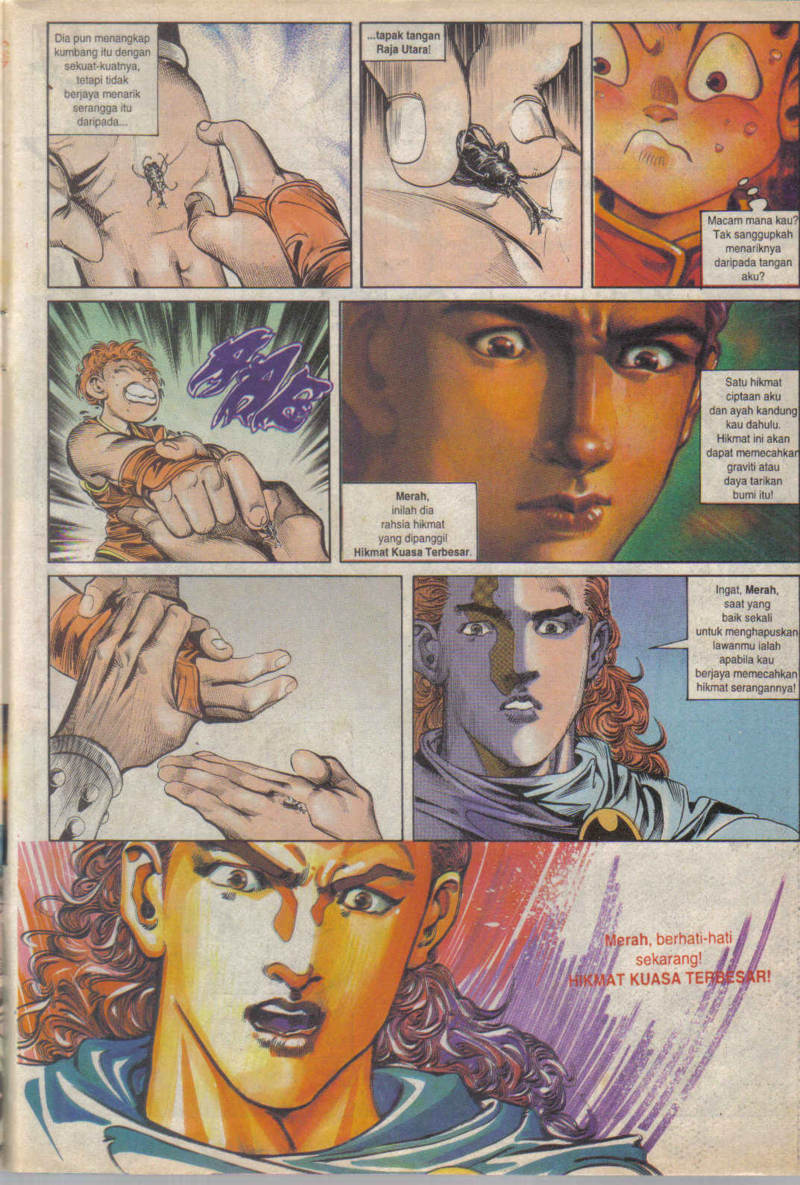 Dia pun menangkap
kumbang itu dengan
sekuat-kuatnya,
tetapi tidak
berjaya menarik
serangga itu
daripada...
...tapak tangan
Raja Utara!
Macam mana kau?
Tak sanggupkah
menariknya
daripada tangan
aku?
Satu hikmat
ciptaan aku
dan ayah kandung
kau dahulu.
Hikmat ini akan
dapat memecahkan
graviti atau
daya tarikan
bumi itu!
Merah,
inilah dia
rahsia hikmat
yang dipanggil
Hikmat Kuasa Terbesar.
Ingat, Merah,
saat yang
baik sekali
untuk menghapuskan
lawanmu ialah
apabila kau
berjaya memecahkan
hikmat serangannya!
Merah, berhati-hati
sekarang!
HIKMAT KUASA TERBESAR!